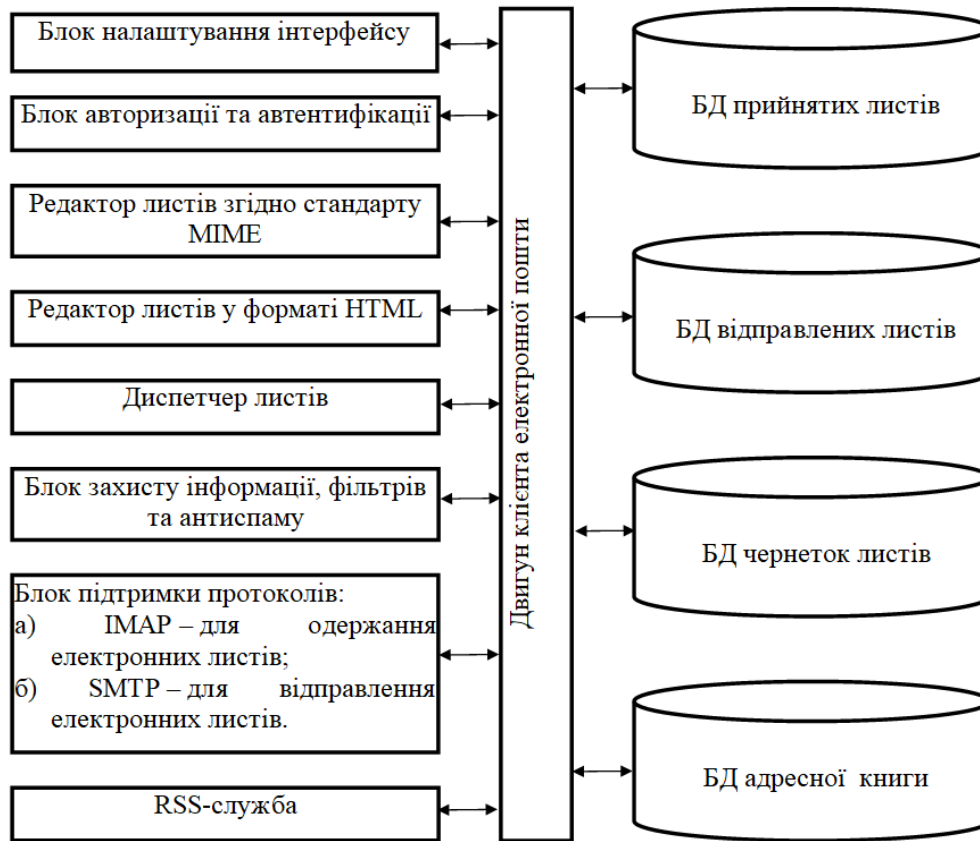 Блок налаштування інтерфейсу
Блок авторизації та автентифікації
Редактор листів згідно стандарту
MIME
Редактор листів у форматі HTML
Диспетчер листів
Блок захисту інформації, фільтрів
та антиспаму
Блок підтримки протоколів:
а) IMAP – для одержання
електронних листів;
б) SMTP – для відправлення
електронних листів.
RSS-служба
Двигун клієнта електронної пошти
БД прийнятих листів
БД відправлених листів
БД чернеток листів
БД адресної книги